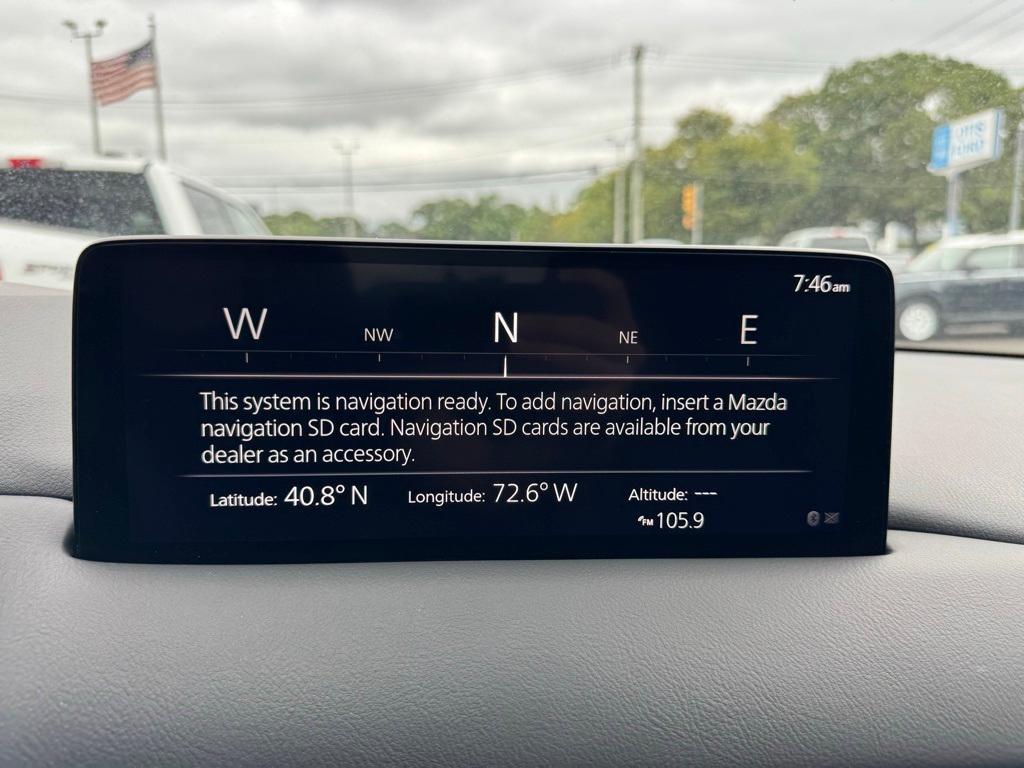 OTIS
FORD
7:46am
W NW N NE E
This system is navigation ready. To add navigation, insert a Mazda
navigation SD card. Navigation SD cards are available from your
dealer as an accessory.
Latitude: 40.8° N Longitude: 72.6° W Altitude: ---
FM 105.9